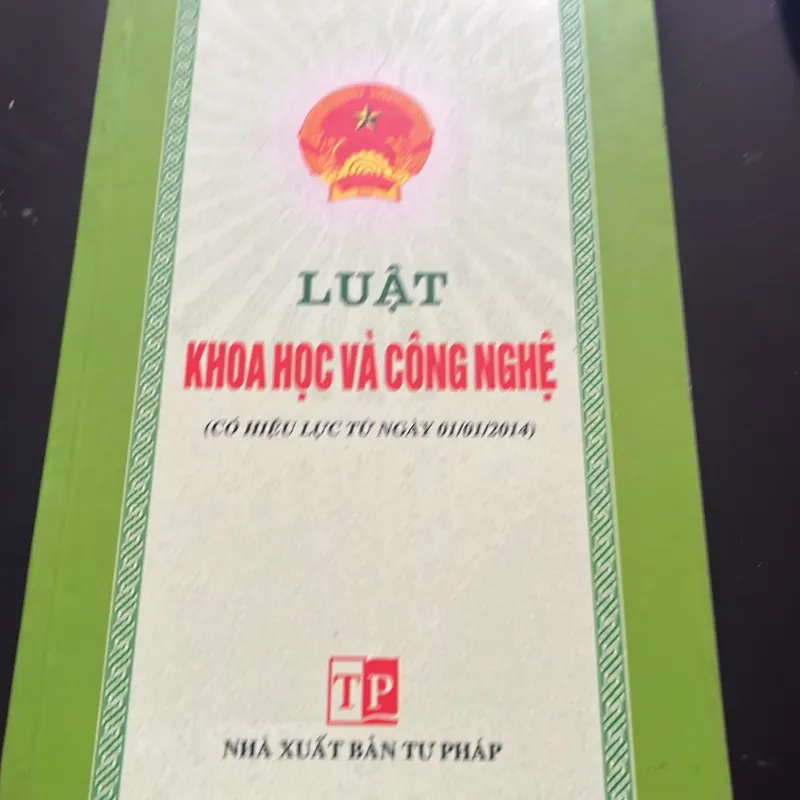 LUẬT
KHOA HỌC VÀ CÔNG NGHỆ
(CÓ HIỆU LỰC TỪ NGÀY 01/01/2014)
TP
NHÀ XUẤT BẢN TƯ PHÁP